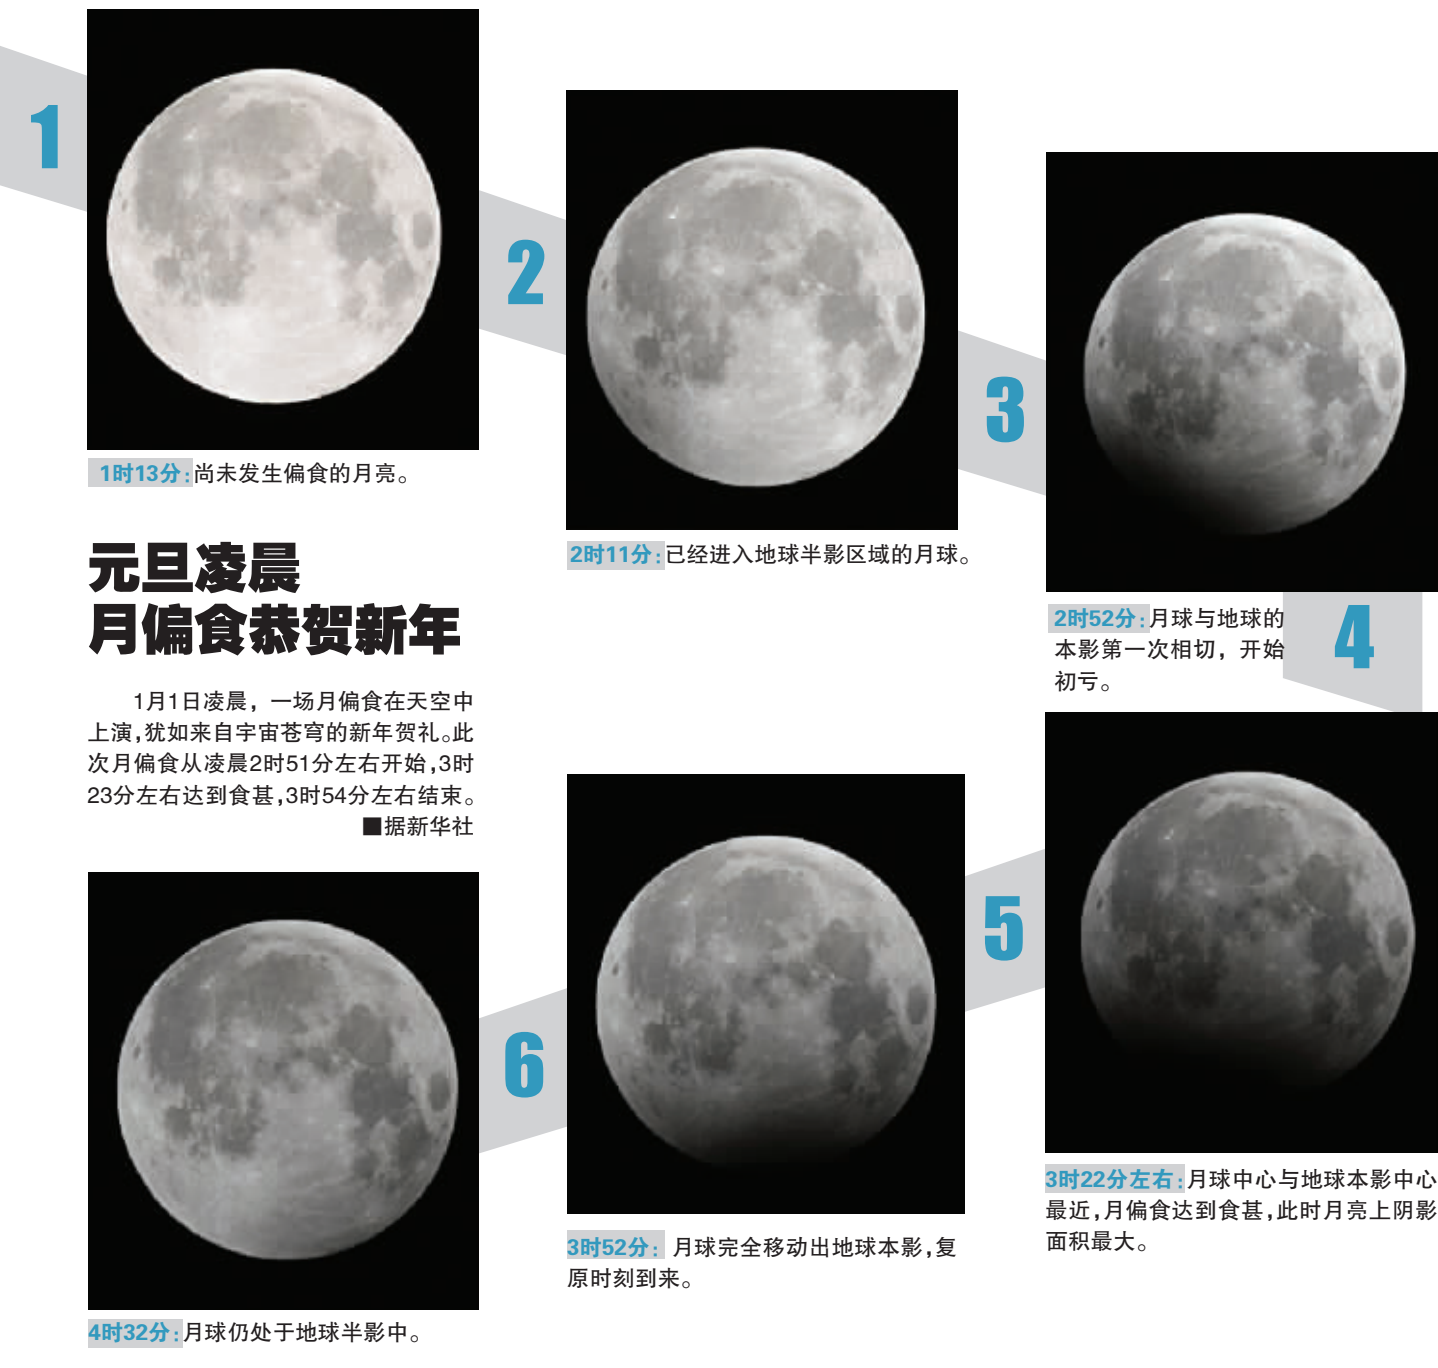 1
1时13分:尚未发生偏食的月亮。
2
2时11分:已经进入地球半影区域的月球。
3
2时52分:月球与地球的
本影第一次相切，开始
初亏。
元旦凌晨
月偏食恭贺新年
1月1日凌晨，一场月偏食在天空中
上演,犹如来自宇宙苍穹的新年贺礼。此
次月偏食从凌晨2时51分左右开始,3时
23分左右达到食甚,3时54分左右结束。
■据新华社
4
3时22分左右:月球中心与地球本影中心
最近,月偏食达到食甚,此时月亮上阴影
面积最大。
5
3时52分: 月球完全移动出地球本影,复
原时刻到来。
6
4时32分:月球仍处于地球半影中。